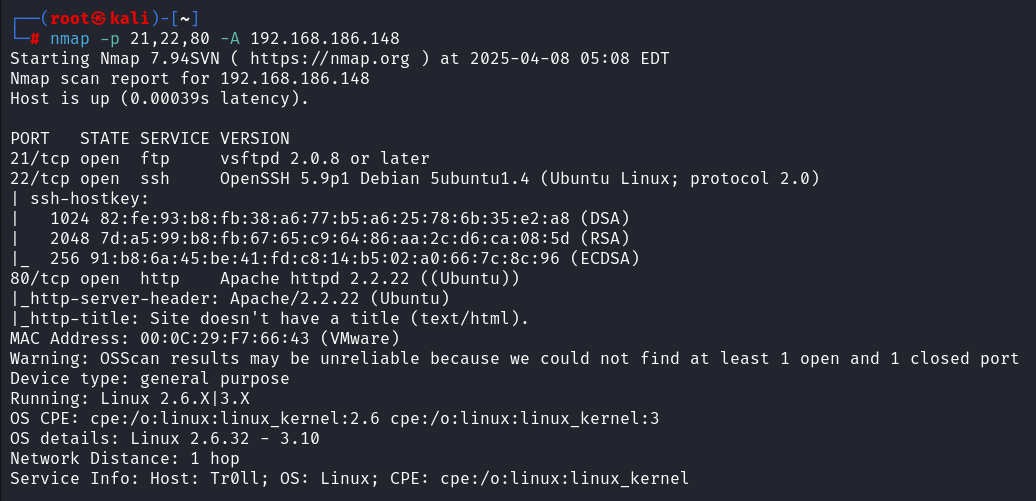 ┌──(root㉿kali)-[~]
└─# nmap -p 21,22,80 -A 192.168.186.148
Starting Nmap 7.94SVN ( https://nmap.org ) at 2025-04-08 05:08 EDT
Nmap scan report for 192.168.186.148
Host is up (0.00039s latency).

PORT   STATE SERVICE VERSION
21/tcp open  ftp     vsftpd 2.0.8 or later
22/tcp open  ssh     OpenSSH 5.9p1 Debian 5ubuntu1.4 (Ubuntu Linux; protocol 2.0)
| ssh-hostkey:
|   1024 82:fe:93:b8:fb:38:a6:77:b5:a6:25:78:6b:35:e2:a8 (DSA)
|   2048 7d:a5:99:b8:fb:67:65:c9:64:86:aa:2c:d6:ca:08:5d (RSA)
|_  256 91:b8:6a:45:be:41:fd:c8:14:b5:02:a0:66:7c:8c:96 (ECDSA)
80/tcp open  http    Apache httpd 2.2.22 ((Ubuntu))
|_http-server-header: Apache/2.2.22 (Ubuntu)
|_http-title: Site doesn't have a title (text/html).
MAC Address: 00:0C:29:F7:66:43 (VMware)
Warning: OSScan results may be unreliable because we could not find at least 1 open and 1 closed port
Device type: general purpose
Running: Linux 2.6.X|3.X
OS CPE: cpe:/o:linux:linux_kernel:2.6 cpe:/o:linux:linux_kernel:3
OS details: Linux 2.6.32 - 3.10
Network Distance: 1 hop
Service Info: Host: Tr0ll; OS: Linux; CPE: cpe:/o:linux:linux_kernel